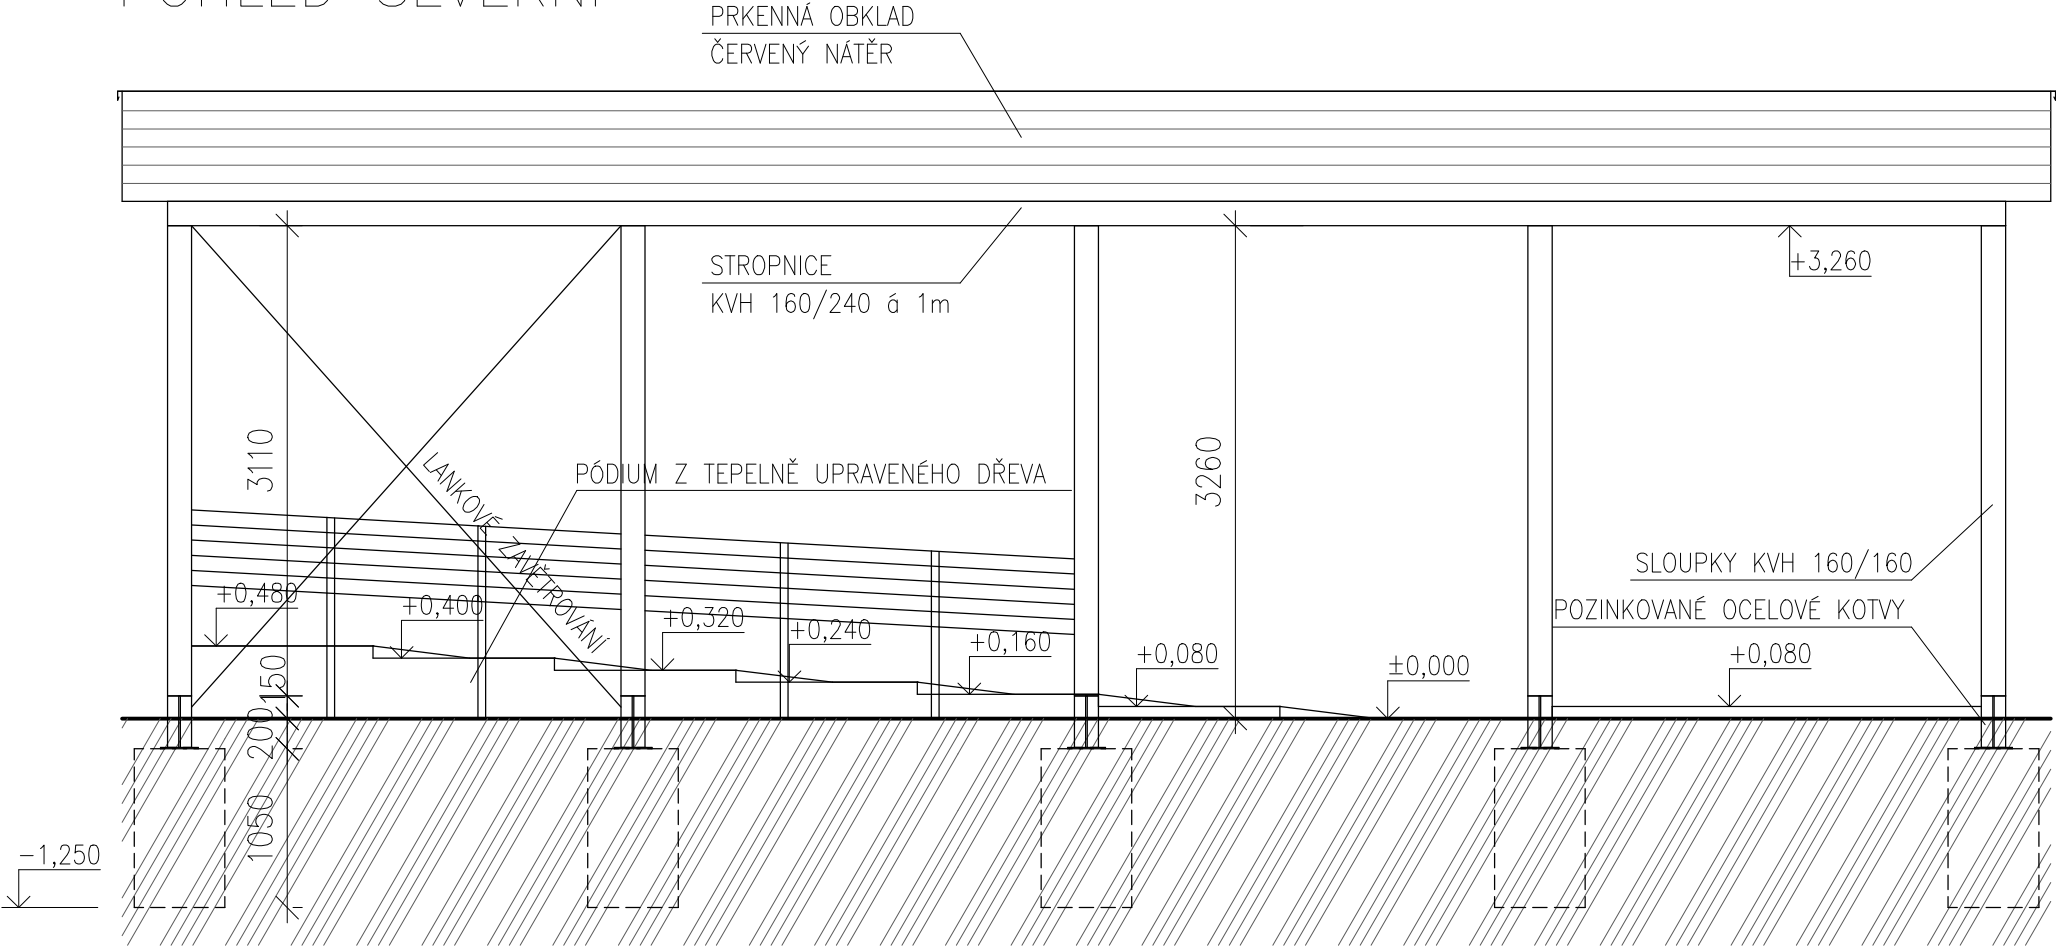 POHLED SEVERNÍ
PRKENNÁ OBKLAD
ČERVENÝ NÁTĚR
STROPNICE
KVH 160/240 á 1m
+3,260
3110
3260
LANKOVÉ ZAVĚTROVÁNÍ
PÓDIUM Z TEPELNĚ UPRAVENÉHO DŘEVA
SLOUPKY KVH 160/160
POZINKOVANÉ OCELOVÉ KOTVY
+0,480
+0,400
+0,320
+0,240
+0,160
+0,080
±0,000
+0,080
150
200
1050
-1,250